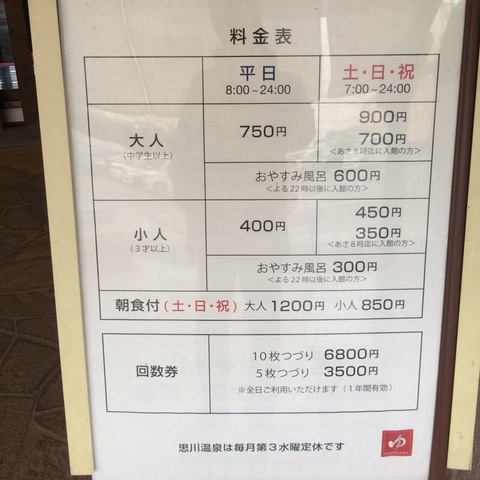 料金表
平日 土・日・祝
8:00~24:00 7:00~24:00
大人
（中学生以上）
750円
900円
700円
<あさ8時迄に入館の方>
おやすみ風呂 600円
<よる22時以後に入館の方>
小人
（3才以上）
400円
450円
350円
<あさ8時迄に入館の方>
おやすみ風呂 300円
<よる22時以後に入館の方>
朝食付(土・日・祝) 大人1200円 小人850円
回数券
10枚つづり 6800円
5枚つづり 3500円
※全日ご利用いただけます（1年間有効）
思川温泉は毎月第3水曜定休です